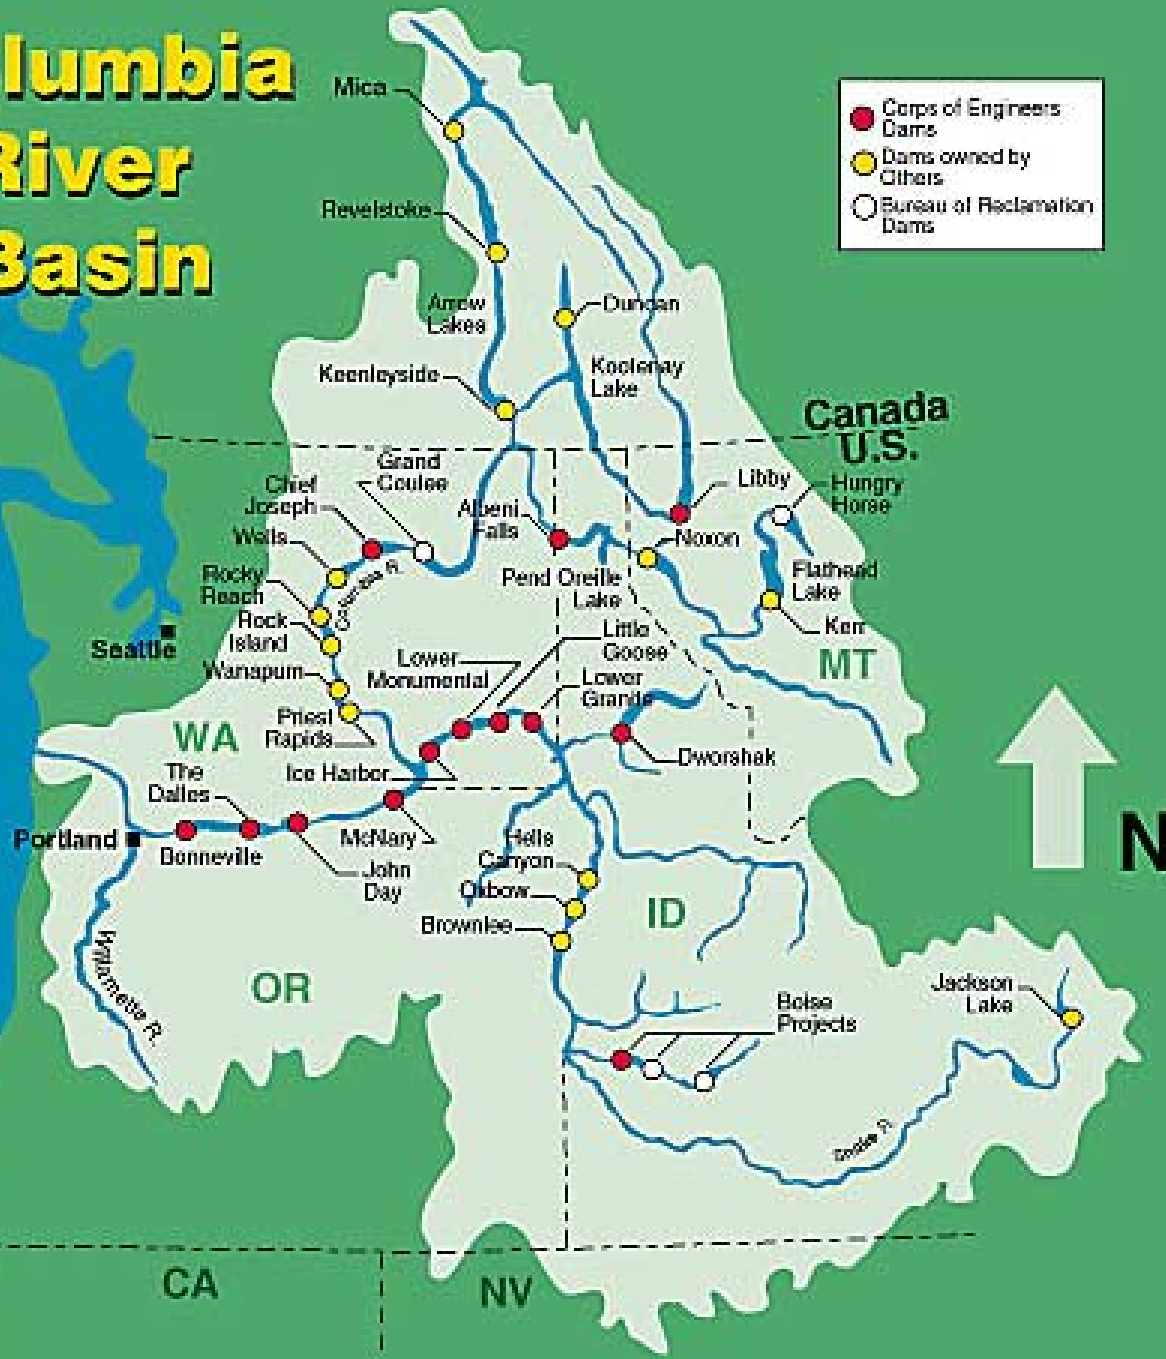 lumbia
River
Basin
Corps of Engineers
Dams
Dams owned by
Others
Bureau of Reclamation
Dams
Mica
Revelstoke
Arrow
Lakes
Duncan
Keenleyside
Kootenay
Lake
Canada
U.S.
Grand
Coulee
Chief
Joseph
Libby
Hungry
Horse
Albeni
Falls
Wells
Noxon
Columbia R.
Rocky
Reach
Pend Oreille
Lake
Flathead
Lake
Rock
Island
Kerr
Seattle
Little
Goose
Wanapum
Lower
Monumental
MT
Lower
Granite
Priest
Rapids
WA
Ice Harbor
Dworshak
The
Dalles
N
Portland
Bonneville
McNary
John
Day
Hells
Canyon
Oxbow
Brownlee
ID
Willamette R.
OR
Jackson
Lake
Boise
Projects
Snake R.
CA
NV